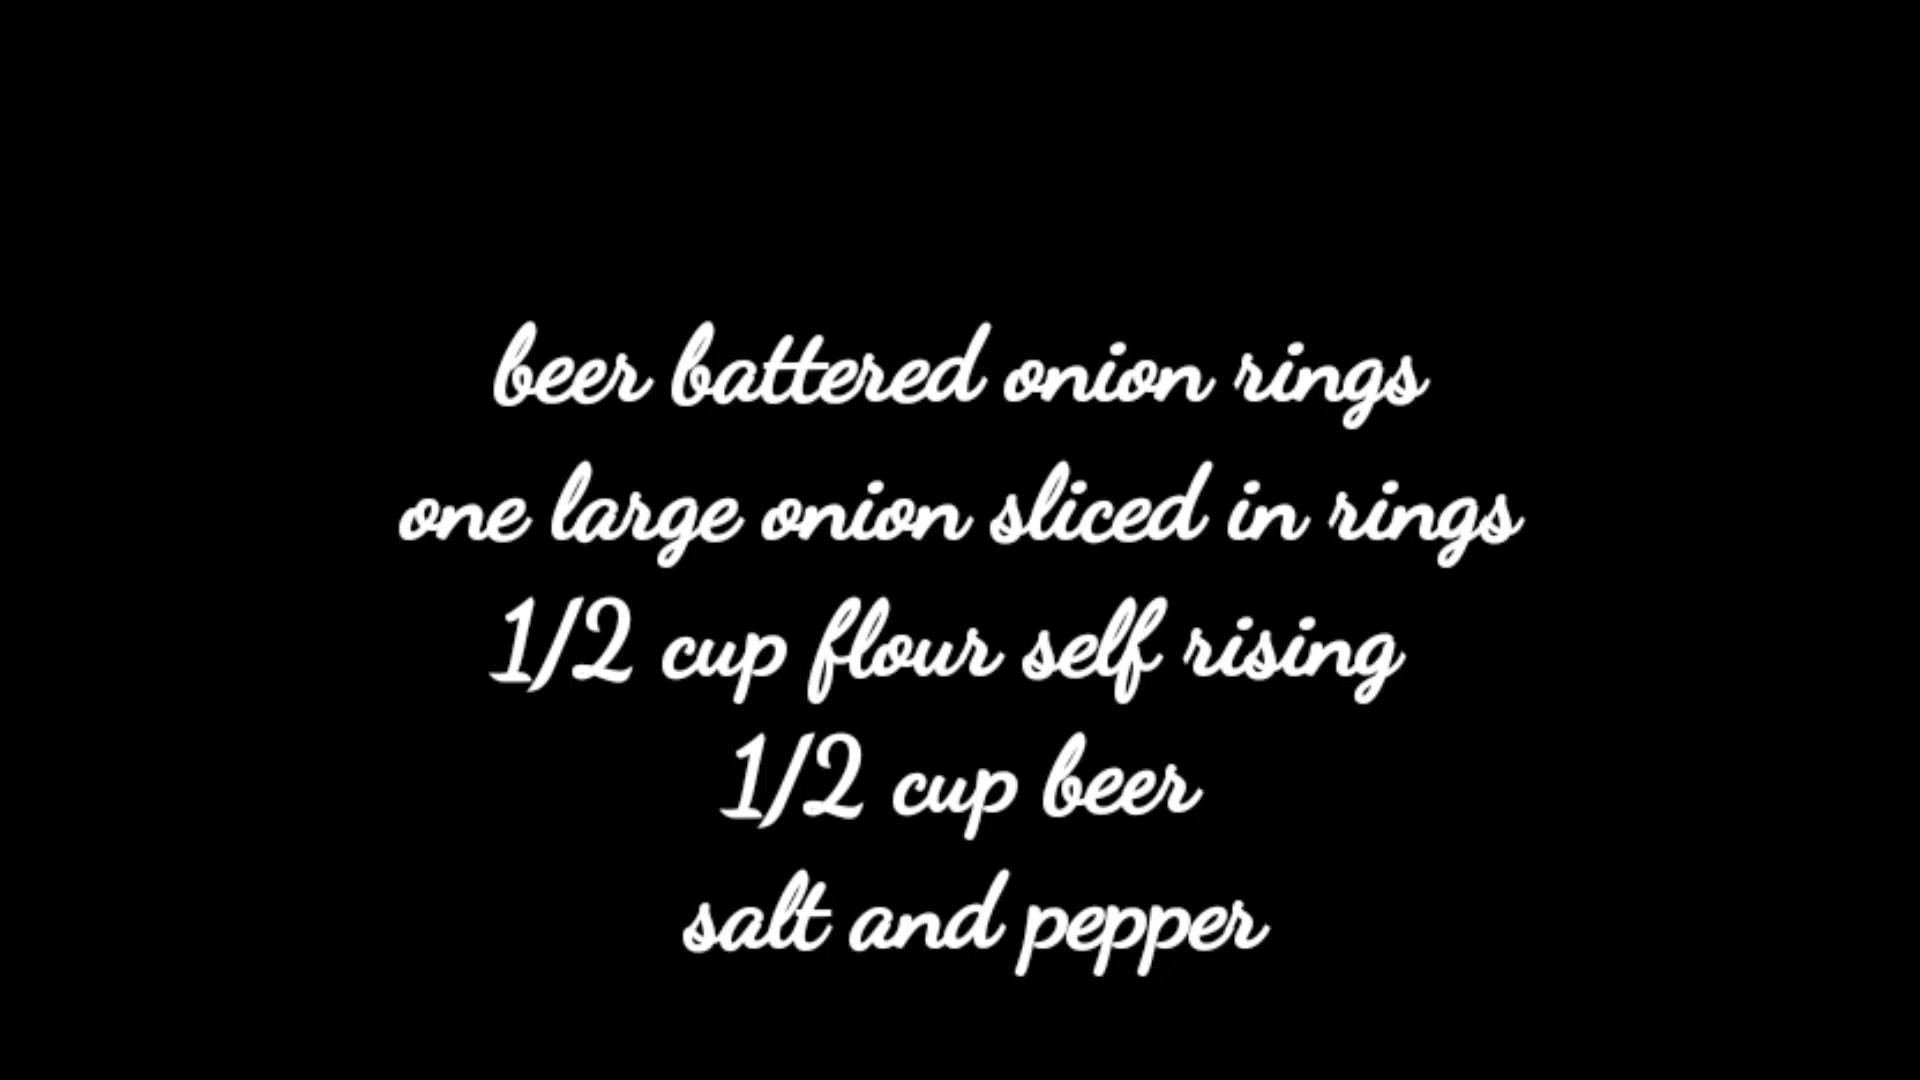 beer battered onion rings
one large onion sliced in rings
1/2 cup flour self rising
1/2 cup beer
salt and pepper